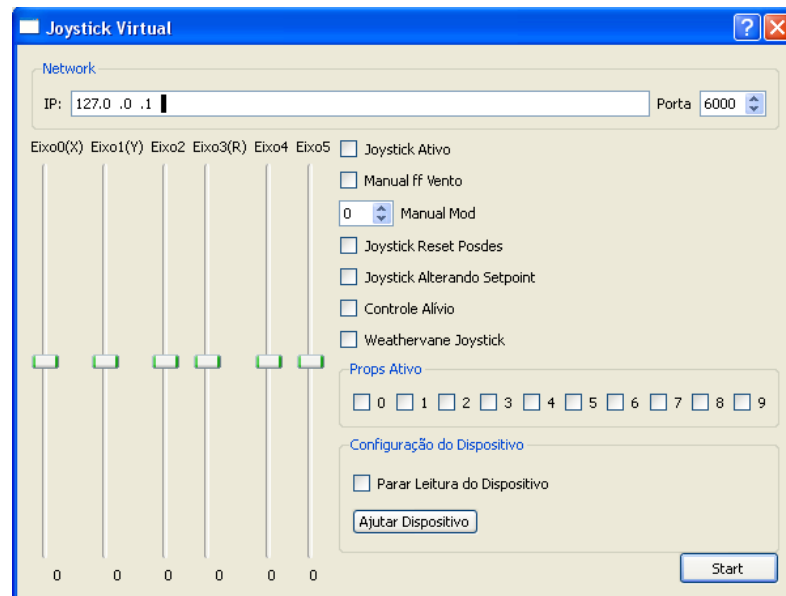 Joystick Virtual
Network
IP: 127.0 .0 .1 Porta 6000
Eixo0(X) Eixo1(Y) Eixo2 Eixo3(R) Eixo4 Eixo5
Joystick Ativo
Manual ff Vento
0 Manual Mod
Joystick Reset Posdes
Joystick Alterando Setpoint
Controle Alívio
Weathervane Joystick
Props Ativo
0 1 2 3 4 5 6 7 8 9
Configuração do Dispositivo
Parar Leitura do Dispositivo
Ajutar Dispositivo
0 0 0 0 0 0
Start